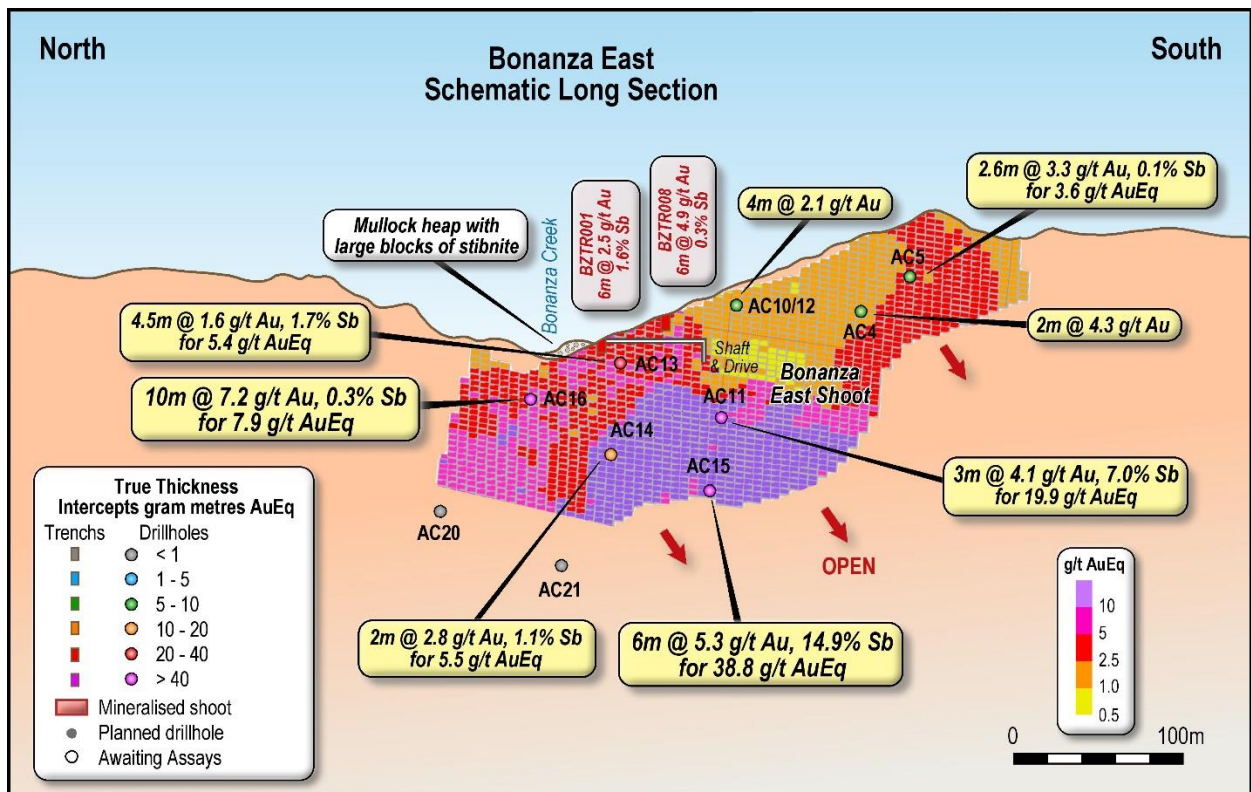 North
Bonanza East
Schematic Long Section
South
2.6m @ 3.3 g/t Au, 0.1% Sb
for 3.6 g/t AuEq
BZTR001
6m @ 2.5 g/t Au
1.6% Sb
BZTR008
6m @ 4.9 g/t Au
0.3% Sb
4m @ 2.1 g/t Au
Mullock heap with
large blocks of stibnite
Bonanza Creek
AC5
AC10/12
AC4
2m @ 4.3 g/t Au
4.5m @ 1.6 g/t Au, 1.7% Sb
for 5.4 g/t AuEq
AC13
Shaft
& Drive
Bonanza
East Shoot
10m @ 7.2 g/t Au, 0.3% Sb
for 7.9 g/t AuEq
AC16
AC11
AC14
AC15
3m @ 4.1 g/t Au, 7.0% Sb
for 19.9 g/t AuEq
AC20
AC21
OPEN
2m @ 2.8 g/t Au, 1.1% Sb
for 5.5 g/t AuEq
6m @ 5.3 g/t Au, 14.9% Sb
for 38.8 g/t AuEq
True Thickness
Intercepts gram metres AuEq
Trenchs Drillholes
< 1
1 - 5
5 - 10
10 - 20
20 - 40
> 40
Mineralised shoot
Planned drillhole
Awaiting Assays
g/t AuEq
10
5
2.5
1.0
0.5
0 100m